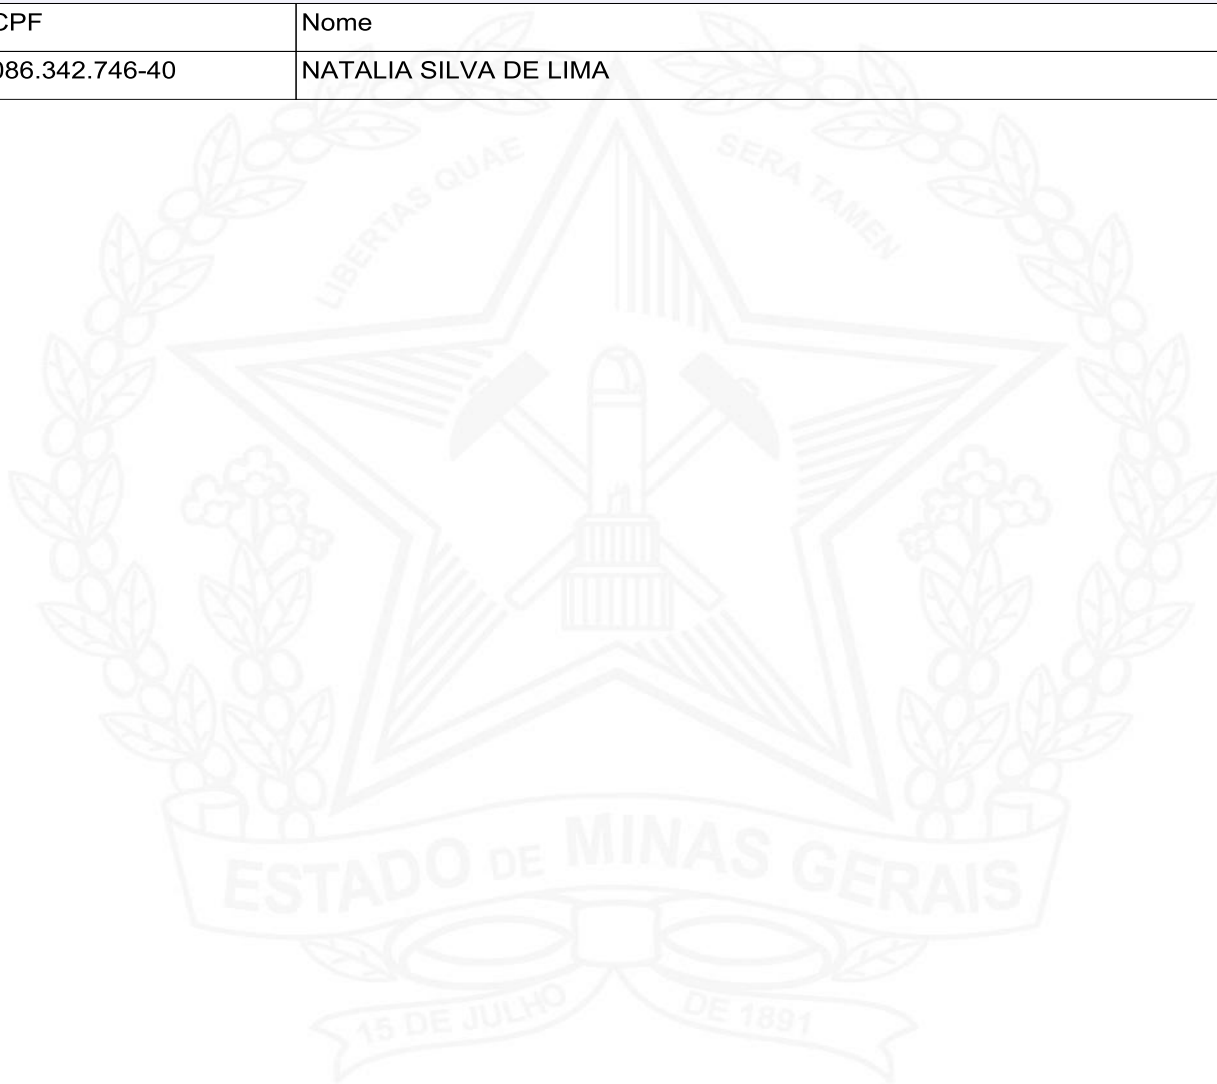 CPF Nome
086.342.746-40 NATALIA SILVA DE LIMA
LIBERTAS QUAE SERA TAMEN
ESTADO DE MINAS GERAIS
15 DE JULHO DE 1891